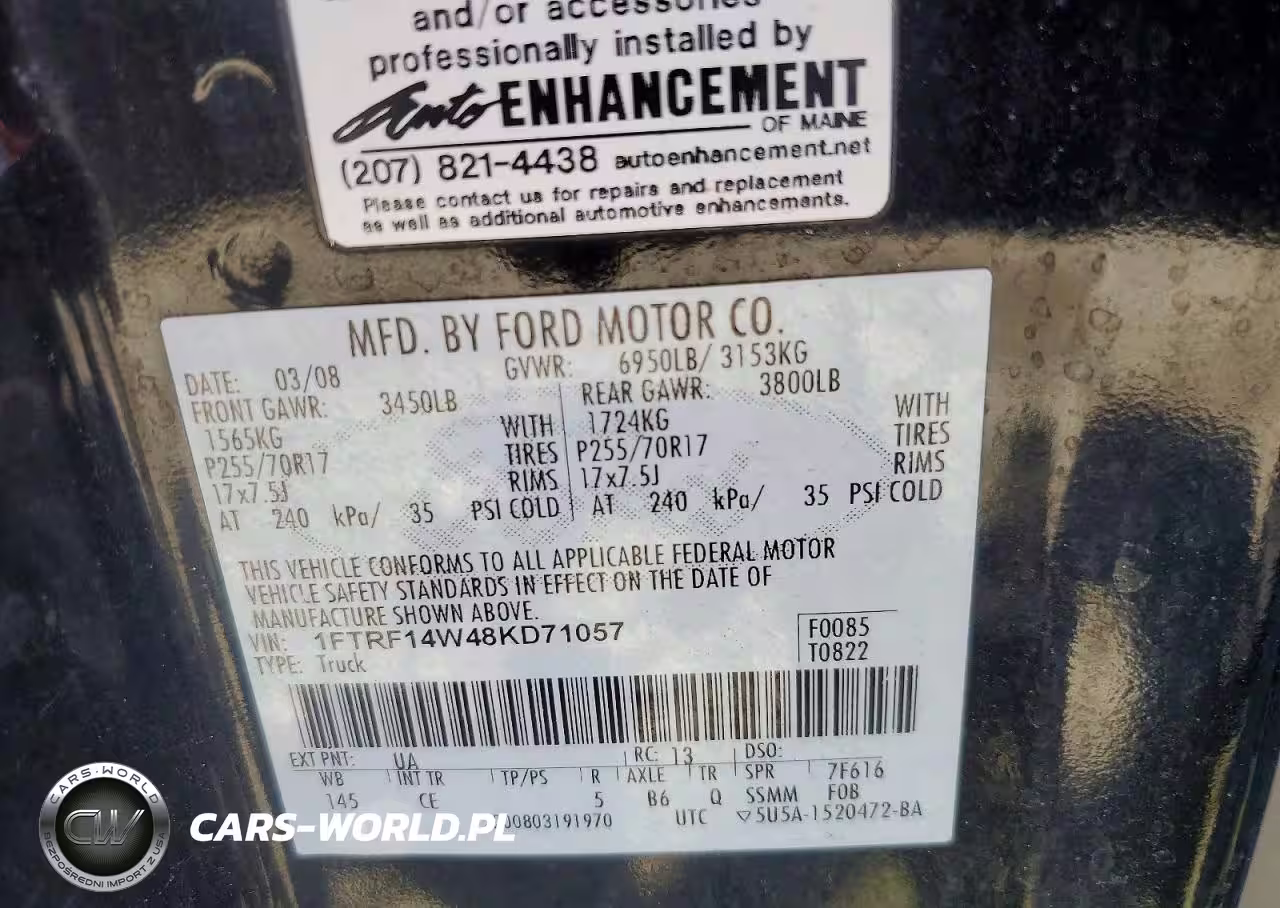 and/or accessories
professionally installed by
Auto ENHANCEMENT
OF MAINE
(207) 821-4438 autoenhancement.net
Please contact us for repairs and replacement
as well as additional automotive enhancements.
MFD. BY FORD MOTOR CO.
DATE: 03/08 GVWR: 6950LB/ 3153KG
FRONT GAWR: 3450LB REAR GAWR: 3800LB
1565KG WITH 1724KG WITH
P255/70R17 TIRES P255/70R17 TIRES
17x7.5J RIMS 17x7.5J RIMS
AT 240 kPa/ 35 PSI COLD AT 240 kPa/ 35 PSI COLD
THIS VEHICLE CONFORMS TO ALL APPLICABLE FEDERAL MOTOR
VEHICLE SAFETY STANDARDS IN EFFECT ON THE DATE OF
MANUFACTURE SHOWN ABOVE.
VIN: 1FTRF14W48KD71057 F0085
TYPE: Truck T0822
EXT PNT: UA RC: 13 DSO:
WB INT TR TP/PS R AXLE TR SPR 7F616
145 CE 5 B6 Q SSMM F0B
00803191970 UTC ▽5U5A-1520472-BA
CARS-WORLD
CW
BEZPOŚREDNI IMPORT Z USA
CARS-WORLD.PL